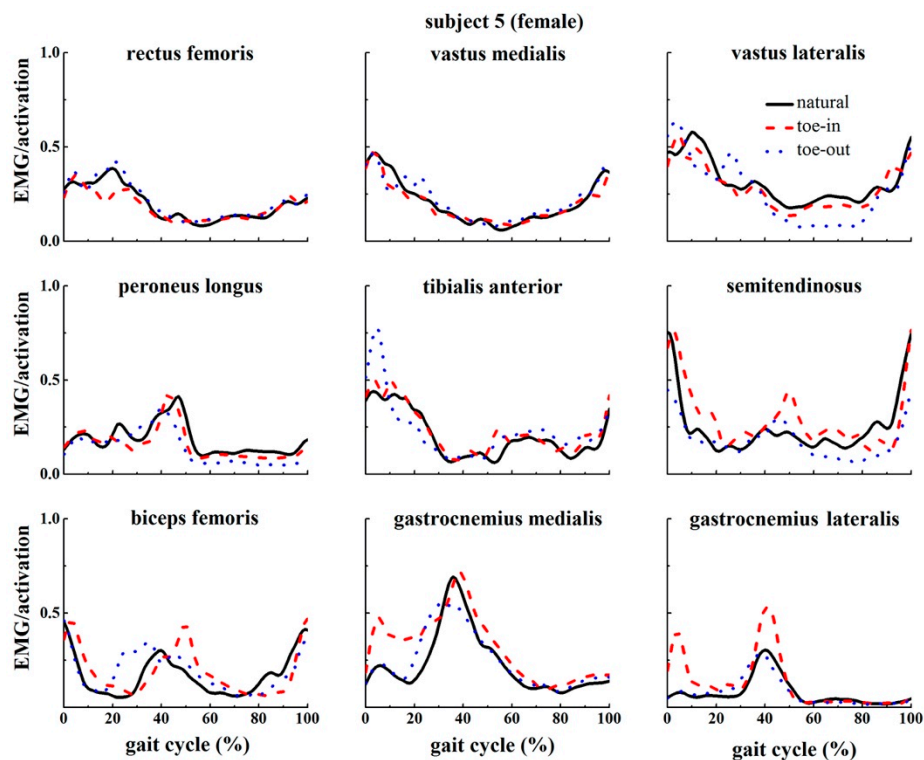 subject 5 (female)
rectus femoris
vastus medialis
vastus lateralis
EMG/activation
1.0
0.5
0.0
natural
toe-in
toe-out
peroneus longus
tibialis anterior
semitendinosus
EMG/activation
1.0
0.5
0.0
biceps femoris
gastrocnemius medialis
gastrocnemius lateralis
EMG/activation
1.0
0.5
0 20 40 60 80 100
0 20 40 60 80 100
0 20 40 60 80 100
gait cycle (%)
gait cycle (%)
gait cycle (%)